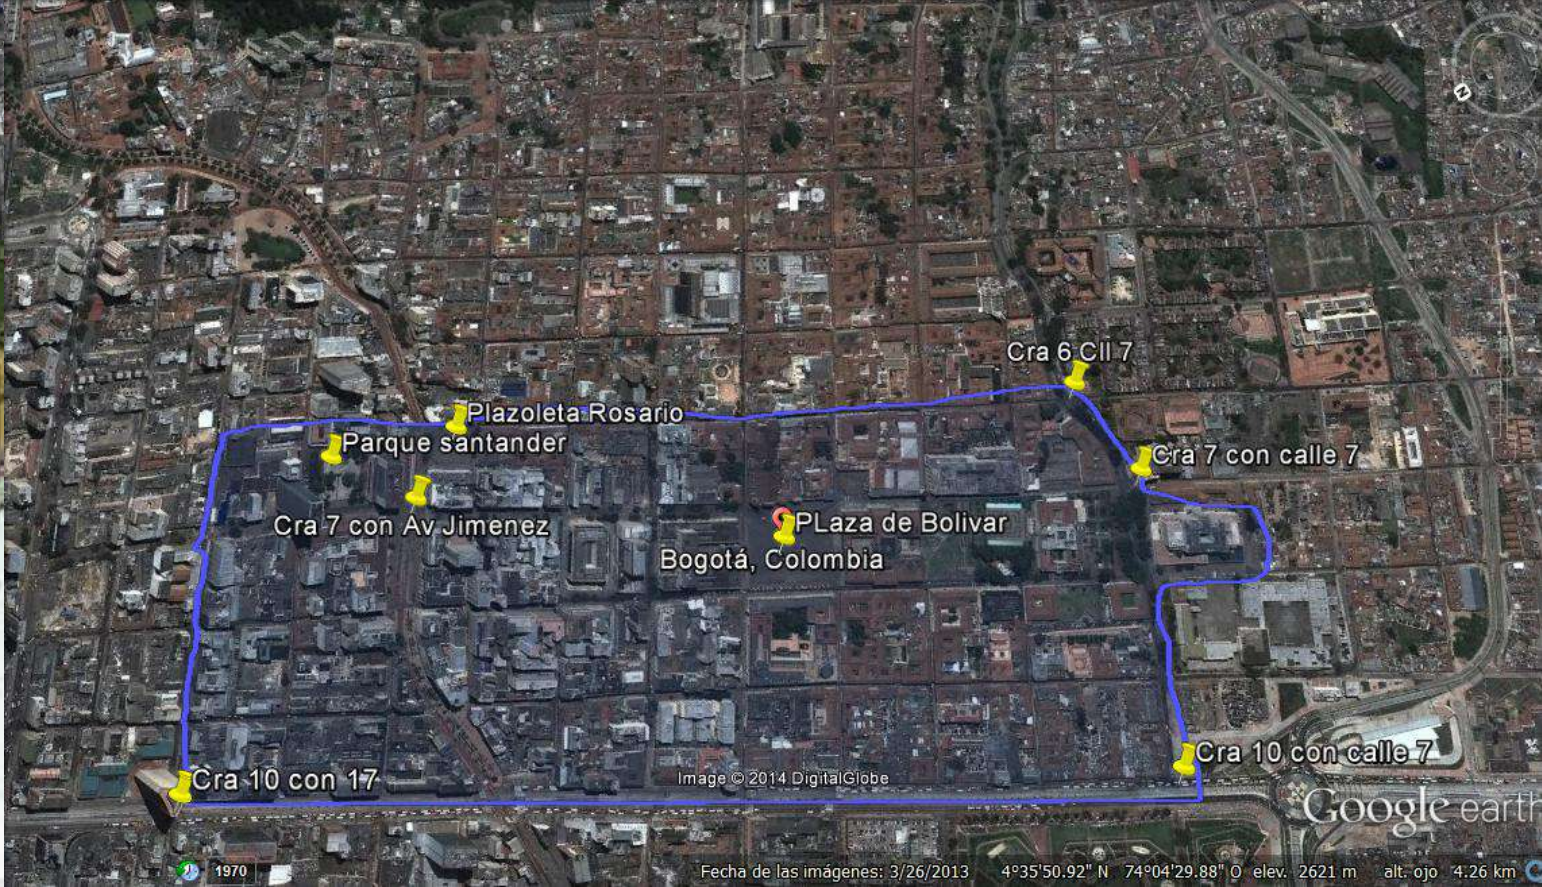 N
Cra 6 Cll 7
Plazoleta Rosario
Parque santander
Cra 7 con calle 7
Cra 7 con Av Jimenez
PLaza de Bolivar
Bogotá, Colombia
Cra 10 con calle 7
Cra 10 con 17
Image © 2014 DigitalGlobe
Google earth
1970
Fecha de las imágenes: 3/26/2013 4°35'50.92" N 74°04'29.88" O elev. 2621 m alt. ojo 4.26 km